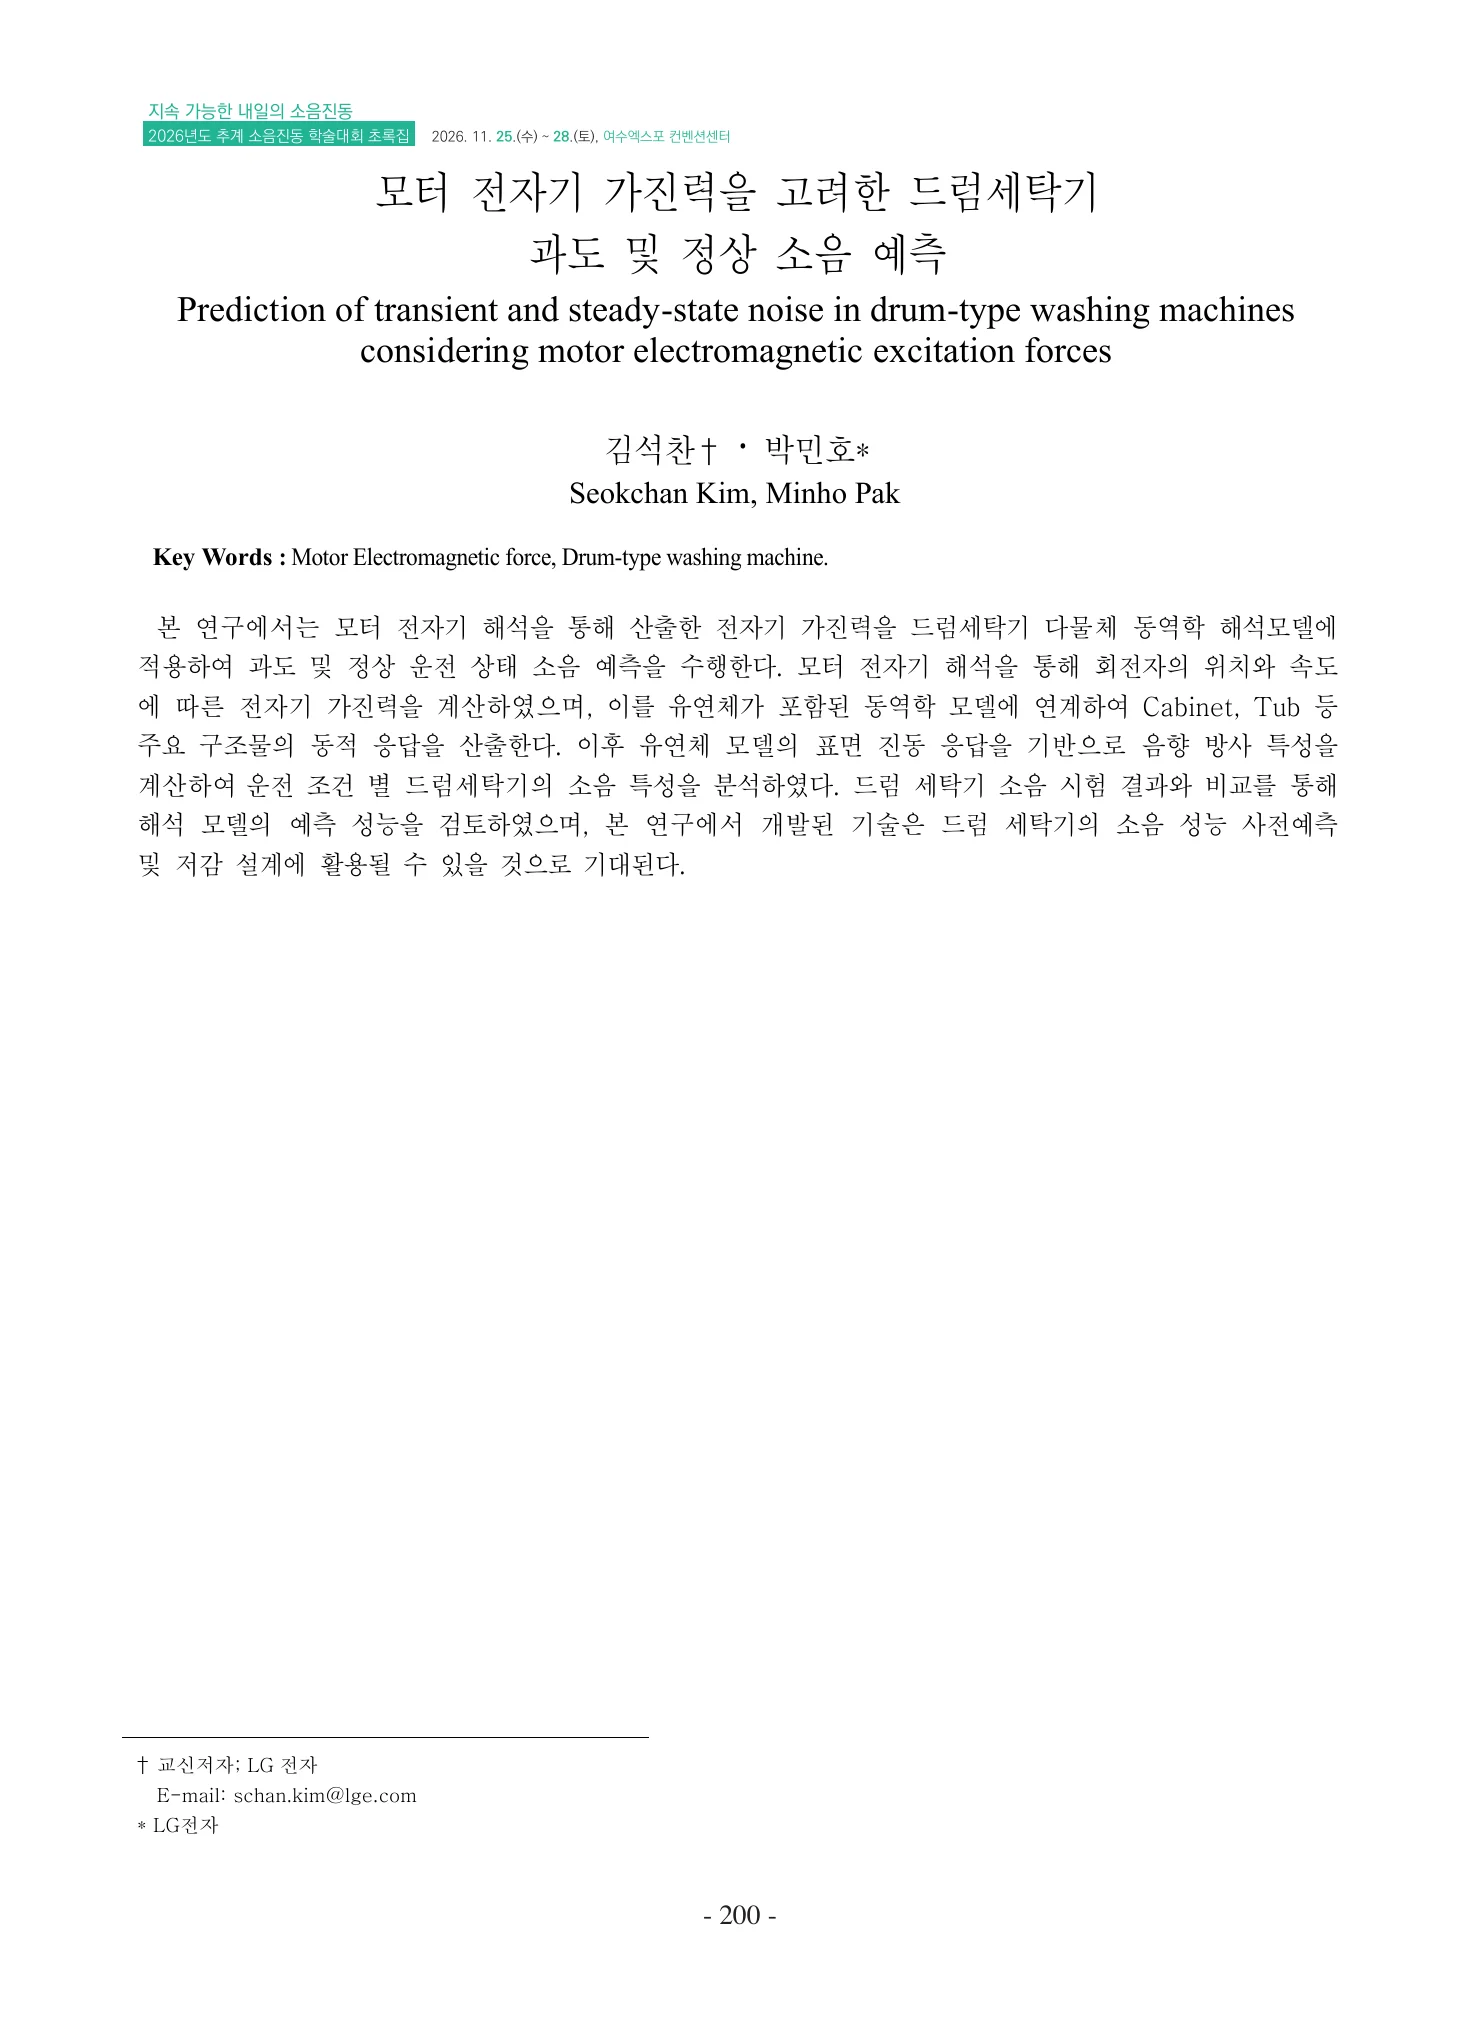 지속 가능한 내일의 소음진동
2026년도 추계 소음진동 학술대회 초록집 2026. 11. 25.(수) ~ 28.(토), 여수엑스포 컨벤션센터
모터 전자기 가진력을 고려한 드럼세탁기
과도 및 정상 소음 예측
Prediction of transient and steady-state noise in drum-type washing machines
considering motor electromagnetic excitation forces
김석찬† · 박민호*
Seokchan Kim, Minho Pak
Key Words : Motor Electromagnetic force, Drum-type washing machine.
본 연구에서는 모터 전자기 해석을 통해 산출한 전자기 가진력을 드럼세탁기 다물체 동역학 해석모델에
적용하여 과도 및 정상 운전 상태 소음 예측을 수행한다. 모터 전자기 해석을 통해 회전자의 위치와 속도
에 따른 전자기 가진력을 계산하였으며, 이를 유연체가 포함된 동역학 모델에 연계하여 Cabinet, Tub 등
주요 구조물의 동적 응답을 산출한다. 이후 유연체 모델의 표면 진동 응답을 기반으로 음향 방사 특성을
계산하여 운전 조건 별 드럼세탁기의 소음 특성을 분석하였다. 드럼 세탁기 소음 시험 결과와 비교를 통해
해석 모델의 예측 성능을 검토하였으며, 본 연구에서 개발된 기술은 드럼 세탁기의 소음 성능 사전예측
및 저감 설계에 활용될 수 있을 것으로 기대된다.
† 교신저자; LG 전자
E-mail: schan.kim@lge.com
* LG전자
- 200 -